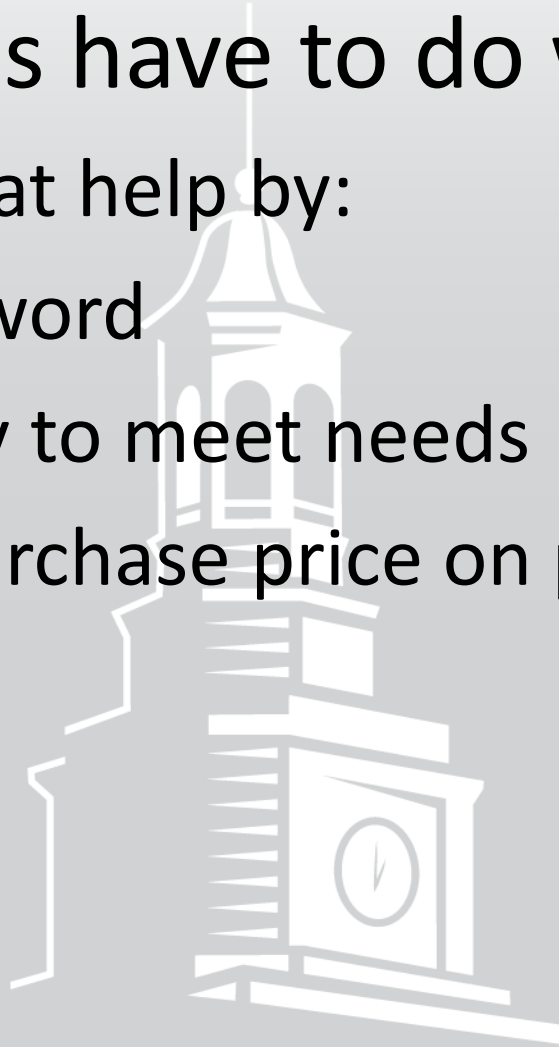 s have to do
at help by:
word
y to meet needs
rchase price on